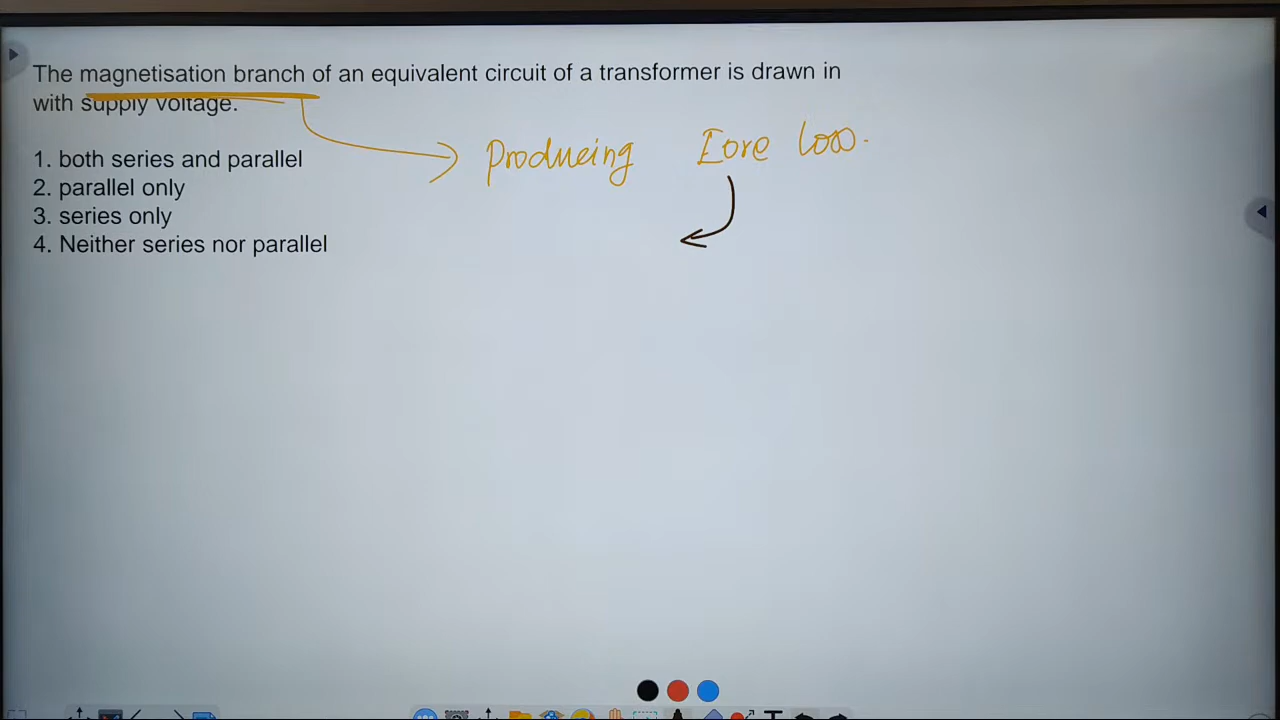 The magnetisation branch of an equivalent circuit of a transformer is drawn in
with supply voltage.
Producing Core loss.
1. both series and parallel
2. parallel only
3. series only
4. Neither series nor parallel